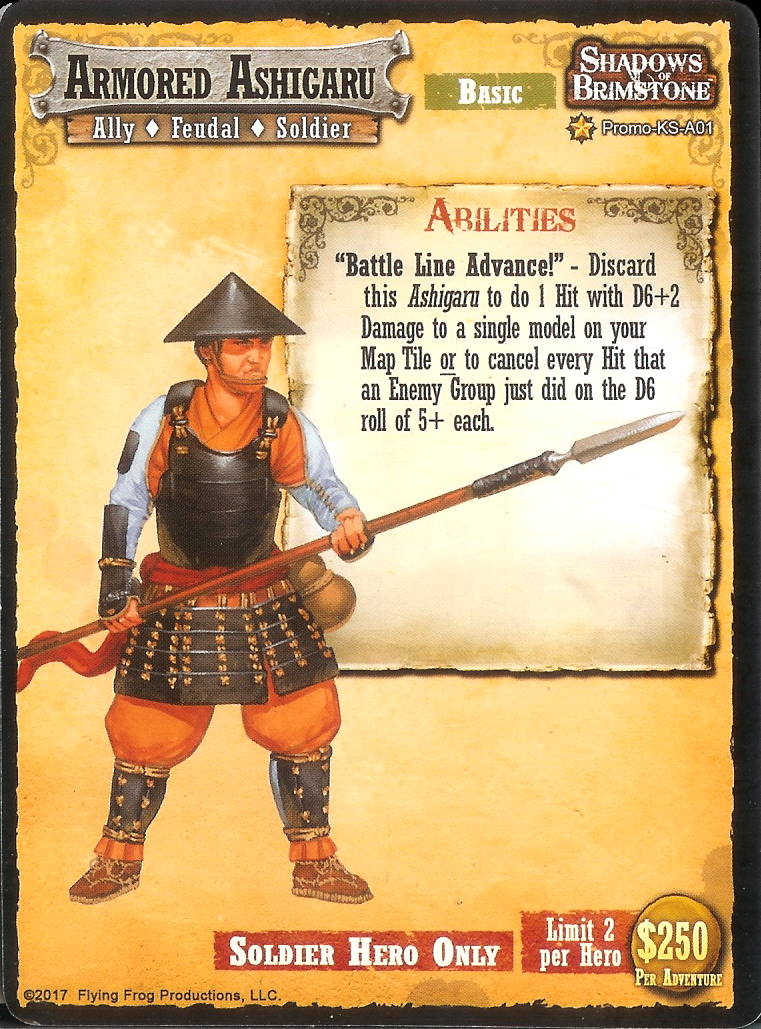 Armored Ashigaru
Ally ♦ Feudal ♦ Soldier
Basic
Shadows
of
Brimstone
Promo-KS-A01
Abilities
“Battle Line Advance!” - Discard
this Ashigaru to do 1 Hit with D6+2
Damage to a single model on your
Map Tile or to cancel every Hit that
an Enemy Group just did on the D6
roll of 5+ each.
Soldier Hero Only
Limit 2
per Hero
$250
Per Adventure
©2017 Flying Frog Productions, LLC.